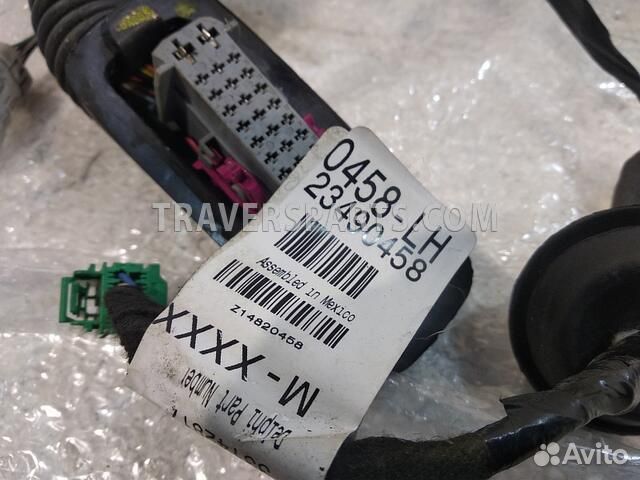 0458-LH
23490458
Assembled in Mexico
Z14820458
M-XXXX
Delphi Part Number
TRAVERSPARTS.COM
Avito